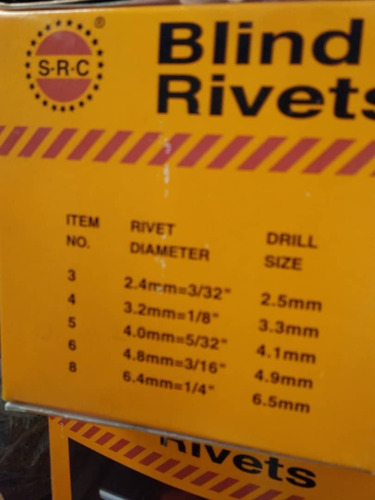 ®
S·R·C
Blind
Rivets
ITEM NO. RIVET DIAMETER DRILL SIZE
3 2.4mm=3/32" 2.5mm
4 3.2mm=1/8" 3.3mm
5 4.0mm=5/32" 4.1mm
6 4.8mm=3/16" 4.9mm
8 6.4mm=1/4" 6.5mm
Rivets